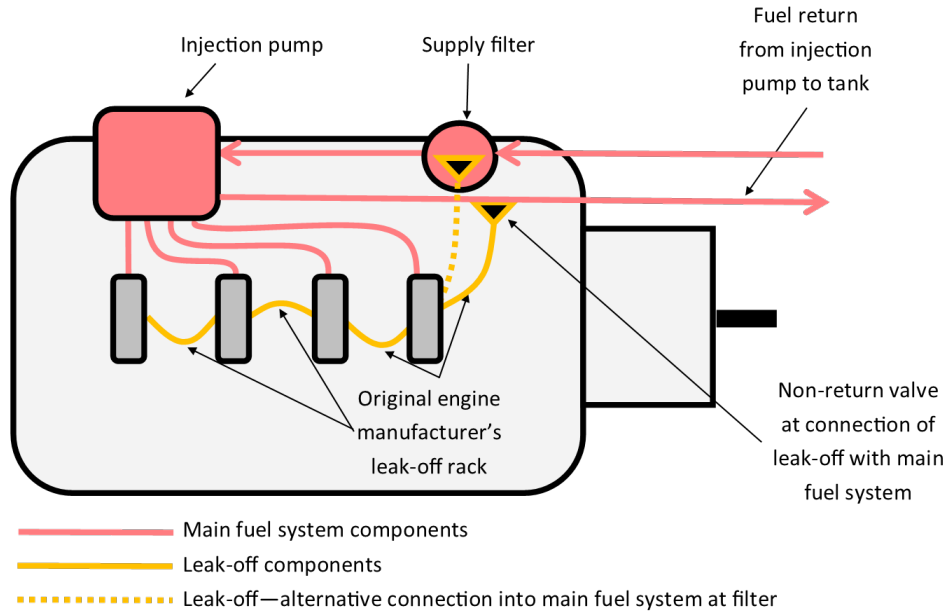 Injection pump
Supply filter
Fuel return
from injection
pump to tank
Original engine
manufacturer’s
leak-off rack
Non-return valve
at connection of
leak-off with main
fuel system
Main fuel system components
Leak-off components
Leak-off—alternative connection into main fuel system at filter